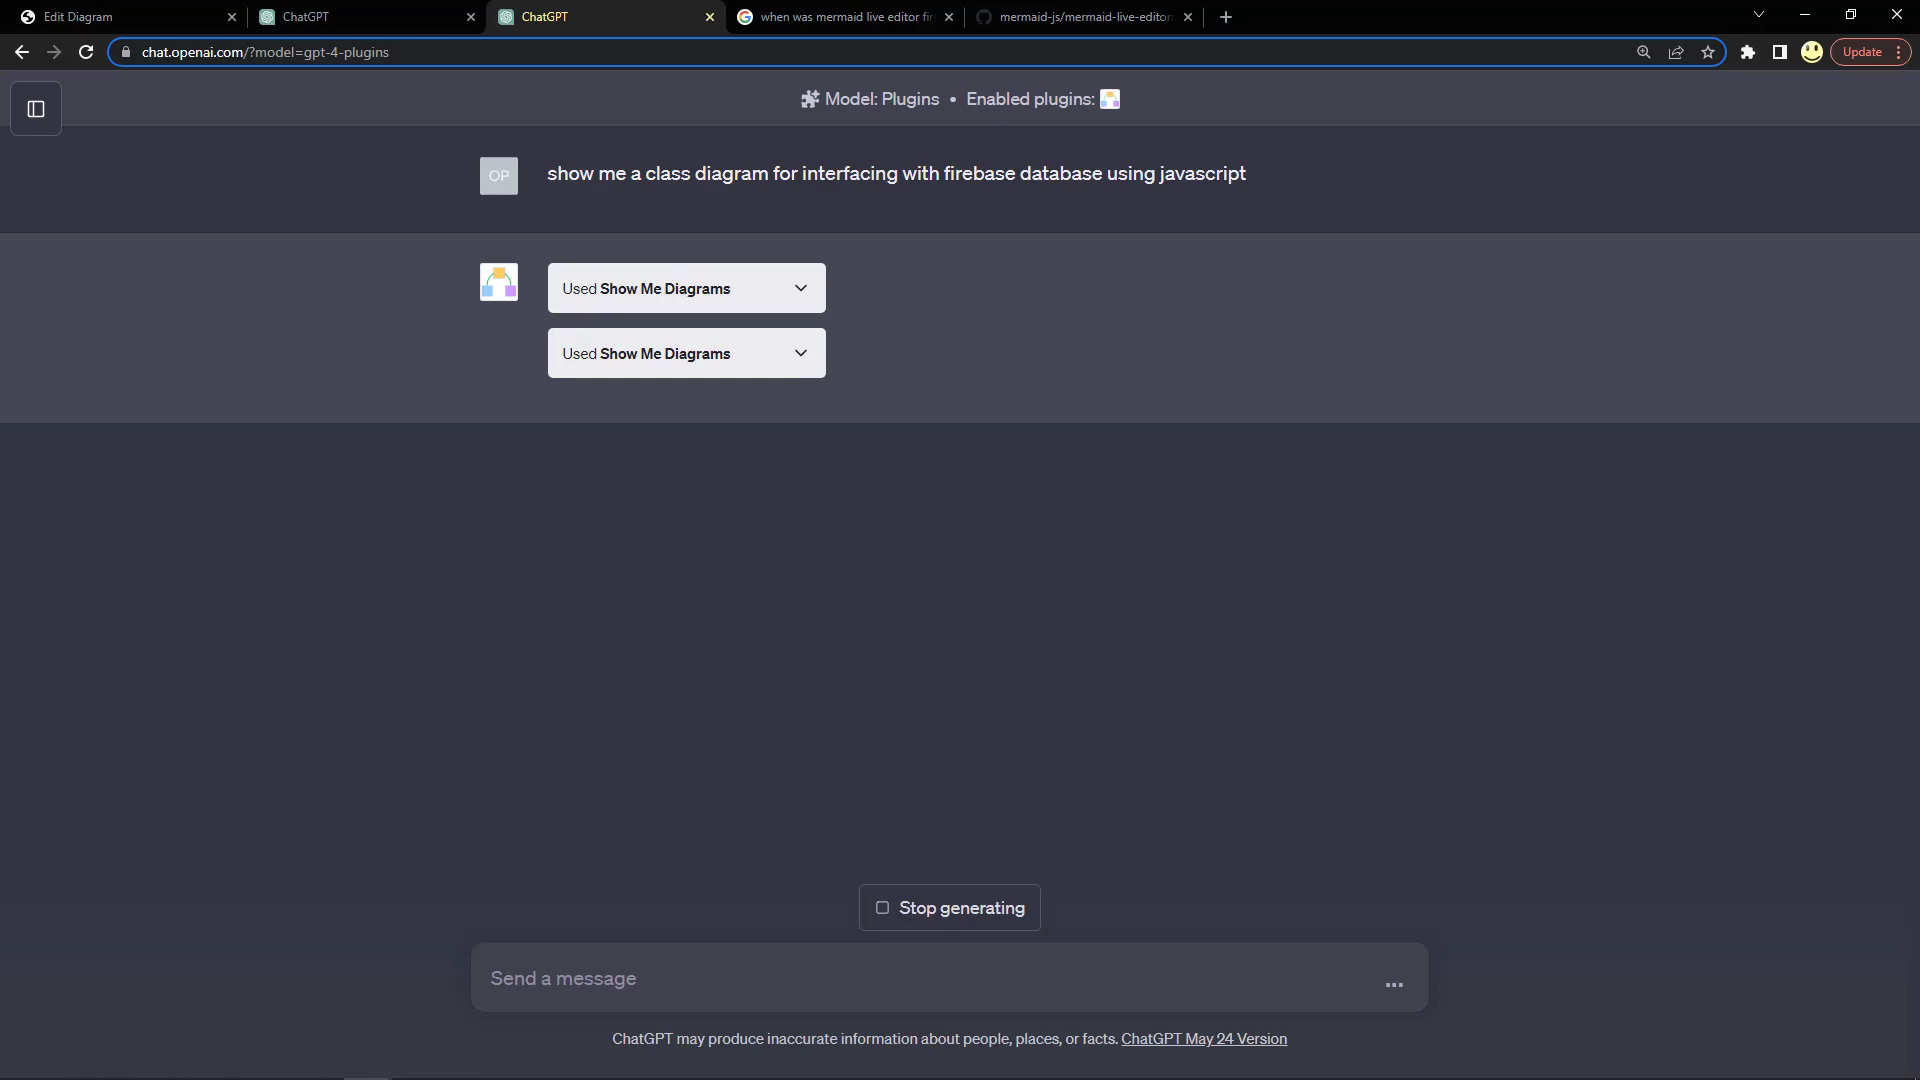 Edit Diagram
ChatGPT
ChatGPT
when was mermaid live editor fir
mermaid-js/mermaid-live-editor:
chat.openai.com/?model=gpt-4-plugins
Update
Model: Plugins • Enabled plugins:
OP
show me a class diagram for interfacing with firebase database using javascript
Used Show Me Diagrams
Used Show Me Diagrams
Stop generating
Send a message
ChatGPT may produce inaccurate information about people, places, or facts. ChatGPT May 24 Version